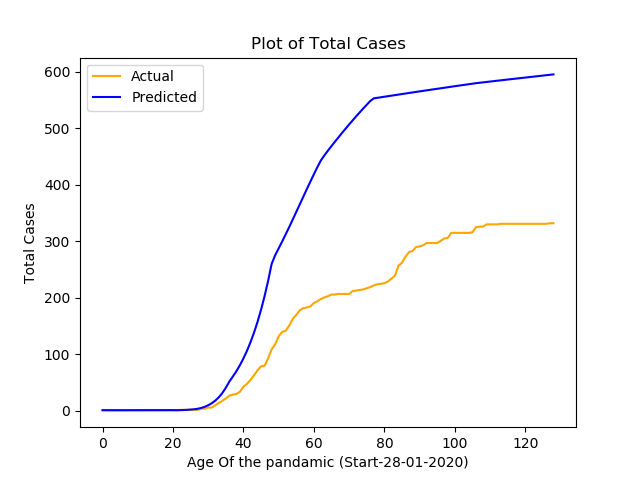 Plot of Total Cases
Actual
Predicted
600
500
400
300
200
100
0
Total Cases
0 20 40 60 80 100 120
Age Of the pandamic (Start-28-01-2020)